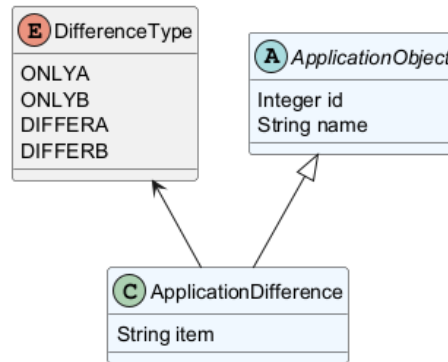 E DifferenceType
ONLYA
ONLYB
DIFFERA
DIFFERB
A ApplicationObject
Integer id
String name
C ApplicationDifference
String item